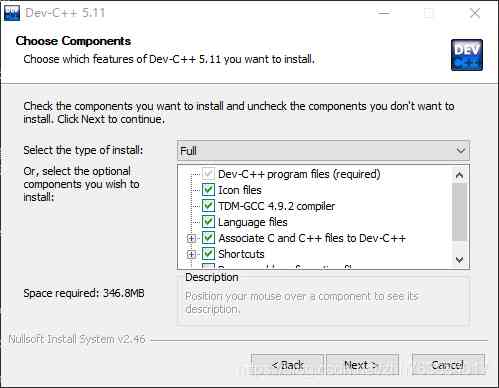 Dev-C++ 5.11
Choose Components
Choose which features of Dev-C++ 5.11 you want to install.
DEV
C++
Check the components you want to install and uncheck the components you don't want to
install. Click Next to continue.
Select the type of install:
Full
Or, select the optional
components you wish to
install:
Dev-C++ program files (required)
Icon files
TDM-GCC 4.9.2 compiler
Language files
Associate C and C++ files to Dev-C++
Shortcuts
Space required: 346.8MB
Description
Position your mouse over a component to see its
description.
Nullsoft Install System v2.46
< Back
Next >
Cancel